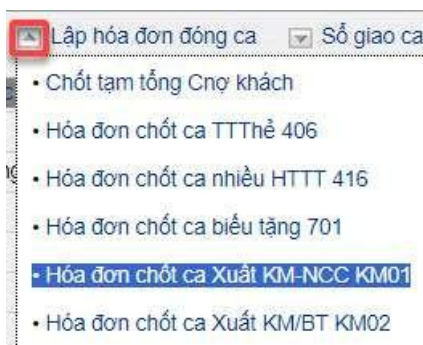 Lập hóa đơn đóng ca Sổ giao ca
• Chốt tạm tổng Cnợ khách
• Hóa đơn chốt ca TTThẻ 406
• Hóa đơn chốt ca nhiều HTTT 416
• Hóa đơn chốt ca biếu tặng 701
• Hóa đơn chốt ca Xuất KM-NCC KM01
• Hóa đơn chốt ca Xuất KM/BT KM02